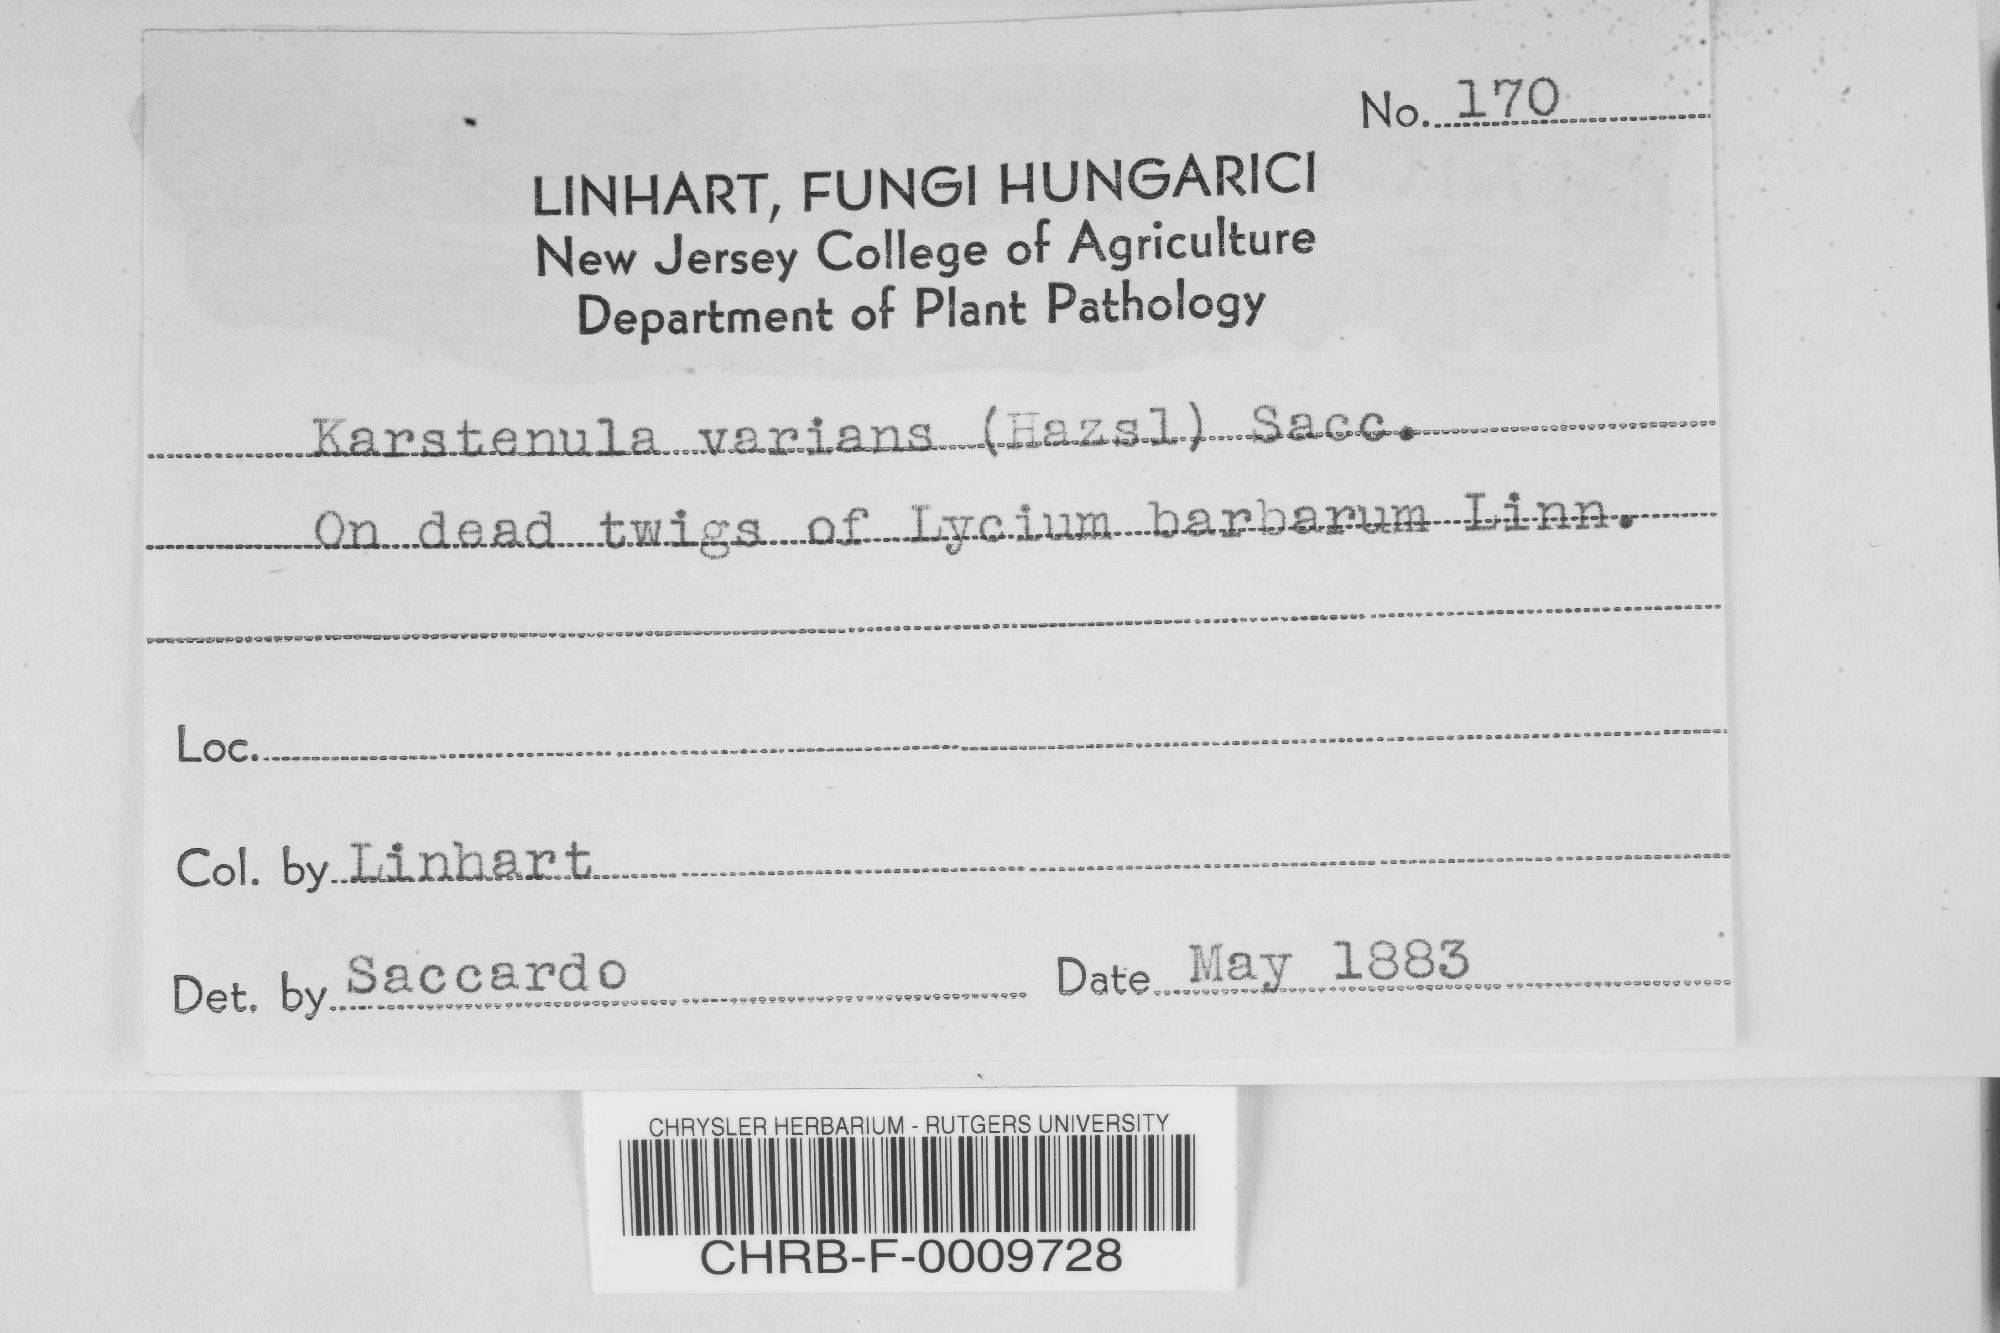 No. 170
LINHART, FUNGI HUNGARICI
New Jersey College of Agriculture
Department of Plant Pathology
Karstenula varians (Hazsl) Sacc.
On dead twigs of Lycium barbarum Linn.
Loc.
Col. by Linhart
Det. by Saccardo Date May 1883
CHRYSLER HERBARIUM - RUTGERS UNIVERSITY
CHRB-F-0009728